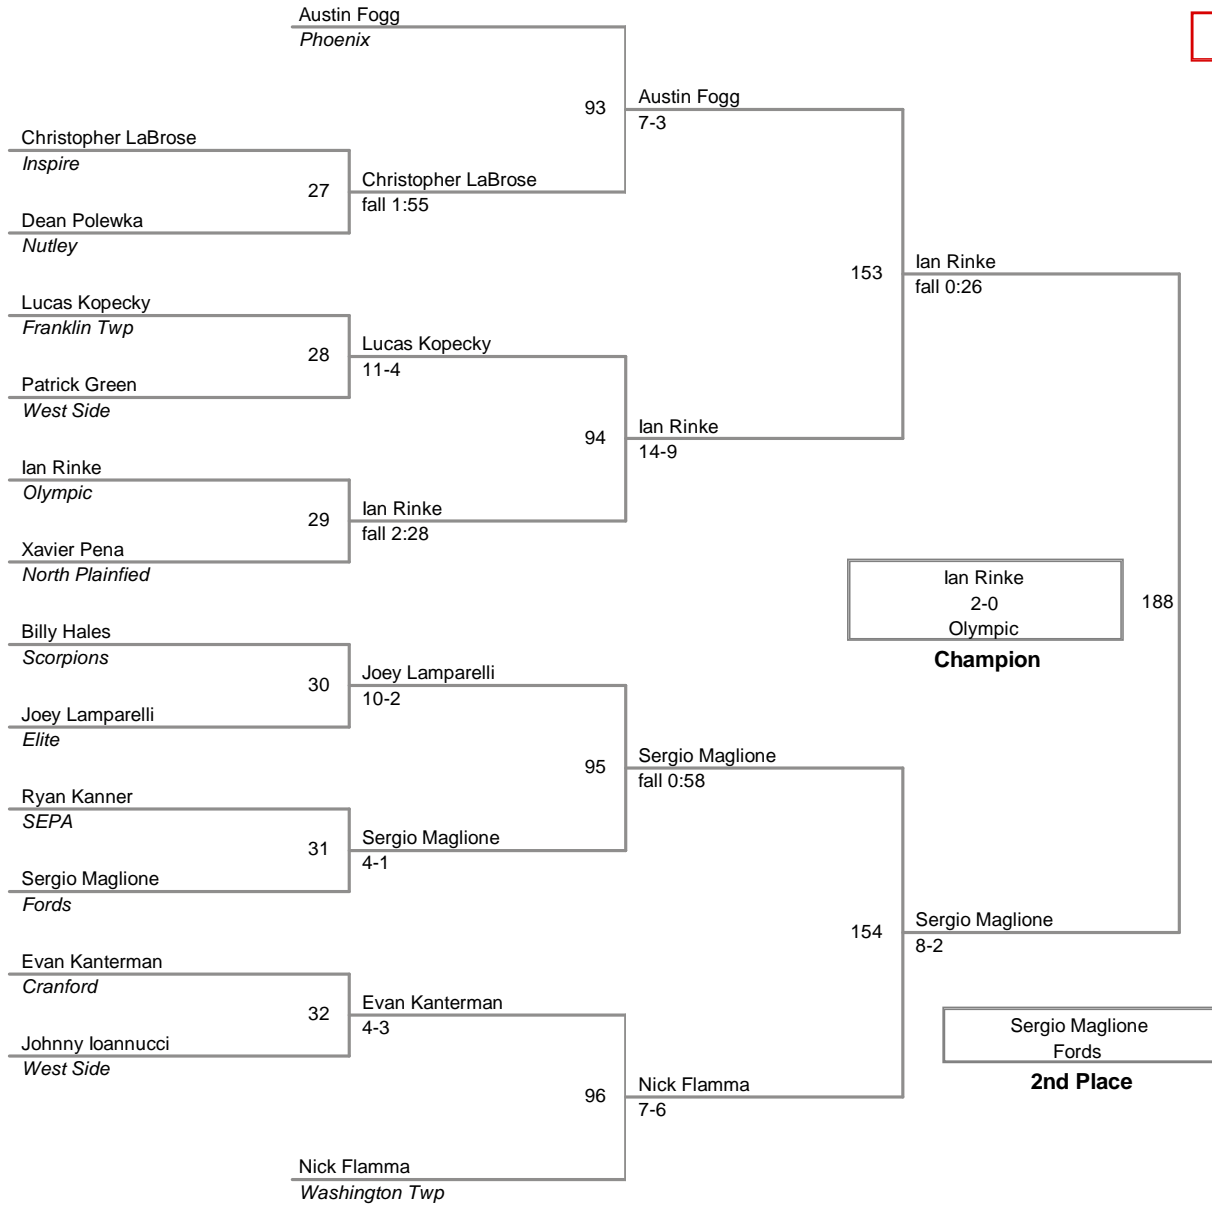 Austin Fogg
Phoenix
93
Austin Fogg
7-3
Christopher LaBrose
Inspire
27
Christopher LaBrose
fall 1:55
Dean Polewka
Nutley
153
Ian Rinke
fall 0:26
Lucas Kopecky
Franklin Twp
28
Lucas Kopecky
11-4
Patrick Green
West Side
94
Ian Rinke
14-9
Ian Rinke
Olympic
29
Ian Rinke
fall 2:28
Xavier Pena
North Plainfied
Ian Rinke
2-0
Olympic
Champion
188
Billy Hales
Scorpions
30
Joey Lamparelli
10-2
Joey Lamparelli
Elite
95
Sergio Maglione
fall 0:58
Ryan Kanner
SEPA
31
Sergio Maglione
4-1
Sergio Maglione
Fords
154
Sergio Maglione
8-2
Evan Kanterman
Cranford
32
Evan Kanterman
4-3
Johnny Ioannucci
West Side
Sergio Maglione
Fords
2nd Place
96
Nick Flamma
7-6
Nick Flamma
Washington Twp